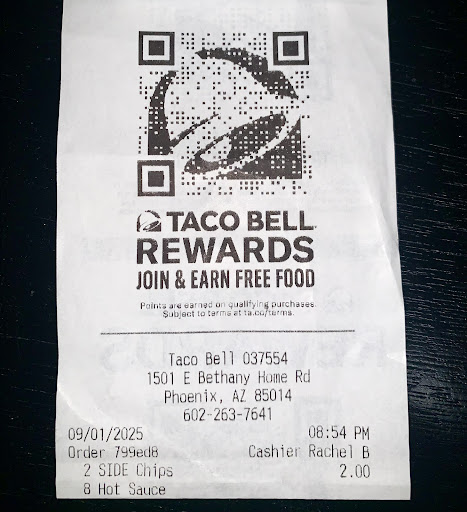 TACO BELL
REWARDS
JOIN & EARN FREE FOOD
Points are earned on qualifying purchases.
Subject to terms at ta.co/terms.
Taco Bell 037554
1501 E Bethany Home Rd
Phoenix, AZ 85014
602-263-7641
09/01/2025 08:54 PM
Order 799ed8 Cashier Rachel B
2 SIDE Chips 2.00
8 Hot Sauce